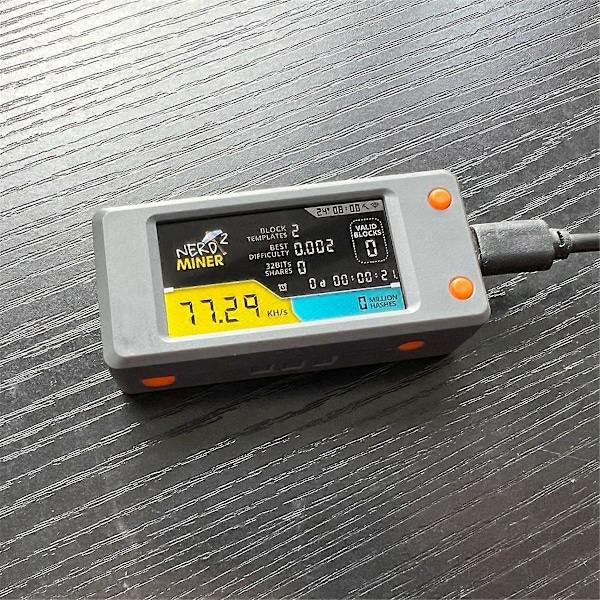 24° 08:00
NERD 2
MINER
BLOCK
TEMPLATES 2
BEST
DIFFICULTY 0.002
32BITS
SHARES 0
VALID
BLOCKS
0
0d 00:00:21
77.29 KH/s
0 MILLION
HASHES